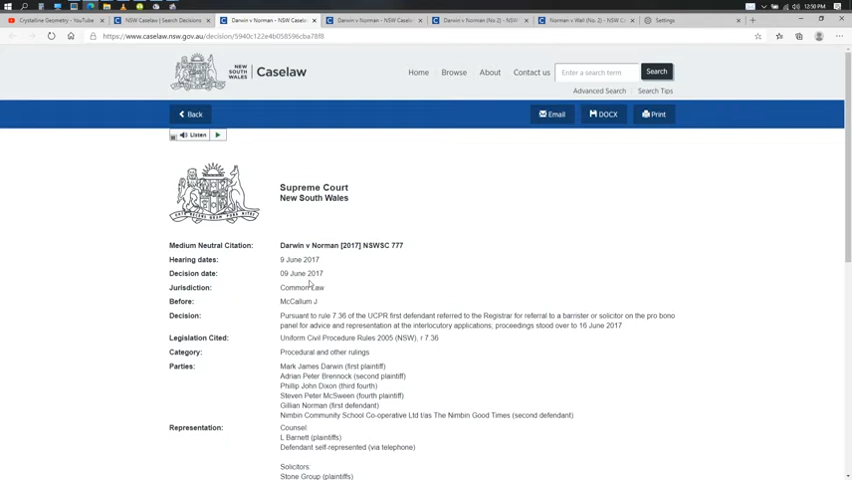 Crystalline Geometry - YouTube
NSW Caselaw | Search Decisions
Darwin v Norman - NSW Caselaw
Darwin v Norman - NSW Caselaw
Darwin v Norman (No 2) - NSW
Norman v Wall (No. 2) - NSW C
Settings
12:50 PM
https://www.caselaw.nsw.gov.au/decision/5940c122e4b058596cba78f8
NEW SOUTH WALES
Caselaw
Home
Browse
About
Contact us
Enter a search term
Search
Advanced Search
Search Tips
Back
Email
DOCX
Print
Listen
Supreme Court
New South Wales
Medium Neutral Citation: Darwin v Norman [2017] NSWSC 777
Hearing dates: 9 June 2017
Decision date: 09 June 2017
Jurisdiction: Common Law
Before: McCallum J
Decision: Pursuant to rule 7.36 of the UCPR first defendant referred to the Registrar for referral to a barrister or solicitor on the pro bono
panel for advice and representation at the interlocutory applications, proceedings stood over to 16 June 2017
Legislation Cited: Uniform Civil Procedure Rules 2005 (NSW), r 7.36
Category: Procedural and other rulings
Parties: Mark James Darwin (first plaintiff)
Adrian Peter Brennock (second plaintiff)
Phillip John Dixon (third fourth)
Steven Peter McSween (fourth plaintiff)
Gillian Norman (first defendant)
Nimbin Community School Co-operative Ltd t/as The Nimbin Good Times (second defendant)
Representation: Counsel:
L Barnett (plaintiffs)
Defendant self-represented (via telephone)
Solicitors:
Stone Group (plaintiffs)